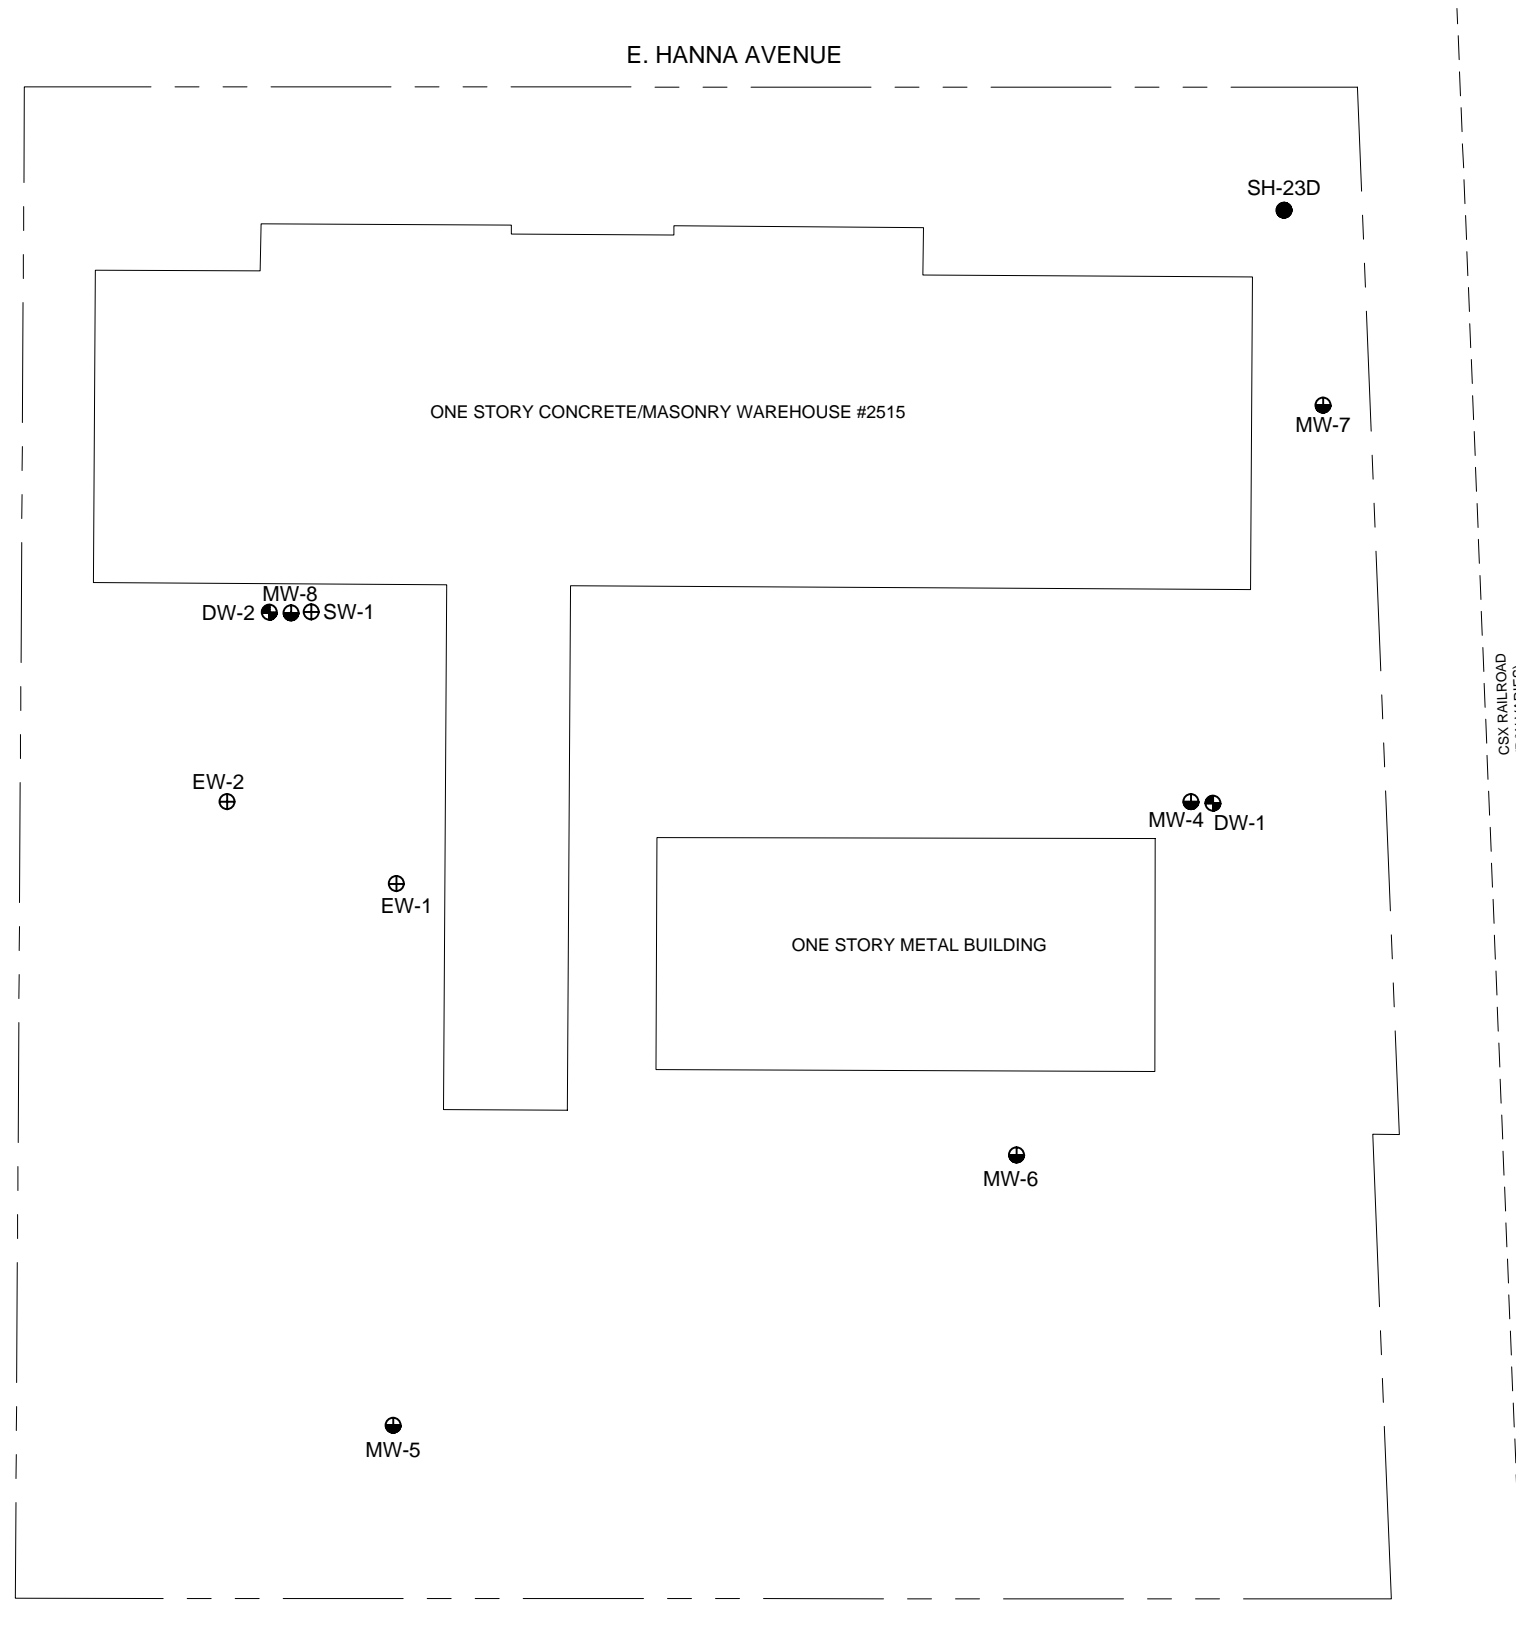 E. HANNA AVENUE
SH-23D
ONE STORY CONCRETE/MASONRY WAREHOUSE #2515
MW-7
MW-8
DW-2
SW-1
CSX RAILROAD
EW-2
MW-4
DW-1
EW-1
ONE STORY METAL BUILDING
MW-6
MW-5